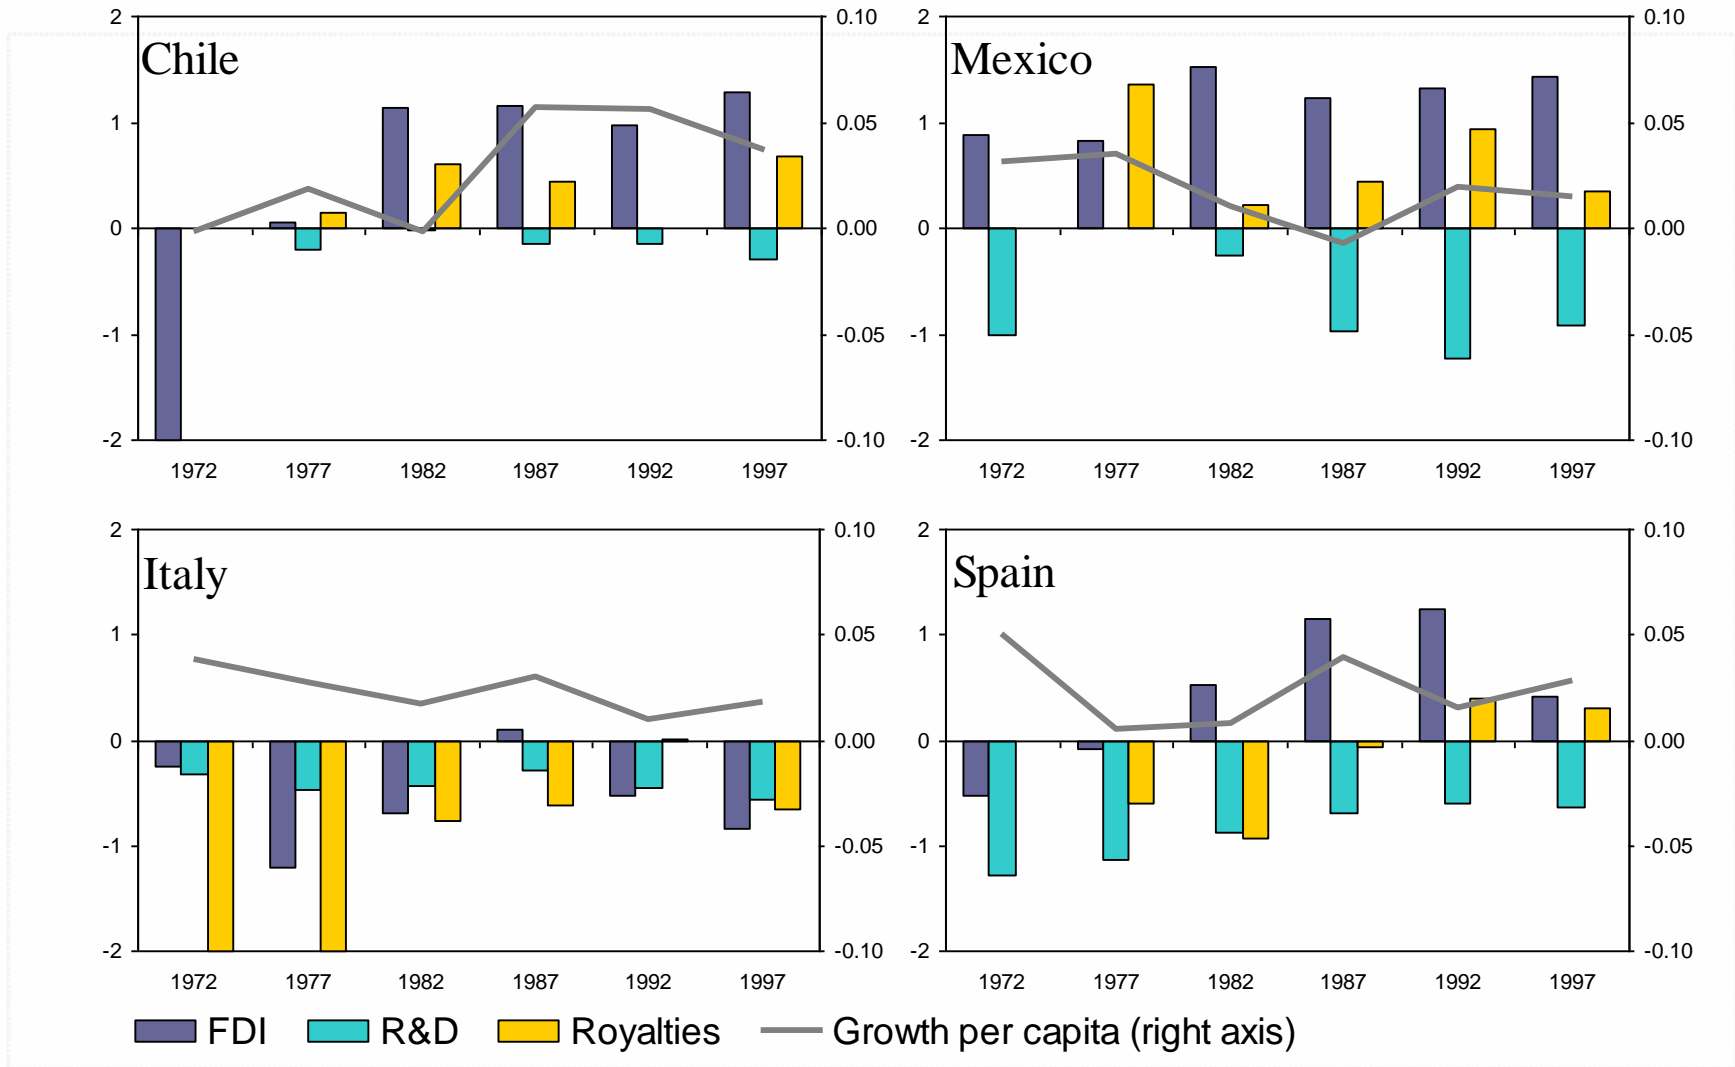 2 0.10 2 0.10
Chile Mexico
1 0.05 1 0.05
0 0.00 0 0.00
-1 -0.05 -1 -0.05
-2 -0.10 -2 -0.10
1972 1977 1982 1987 1992 1997 1972 1977 1982 1987 1992 1997
2 0.10 2 0.10
Italy Spain
1 0.05 1 0.05
0 0.00 0 0.00
-1 -0.05 -1 -0.05
-2 -0.10 -2 -0.10
1972 1977 1982 1987 1992 1997 1972 1977 1982 1987 1992 1997
FDI R&D Royalties Growth per capita (right axis)